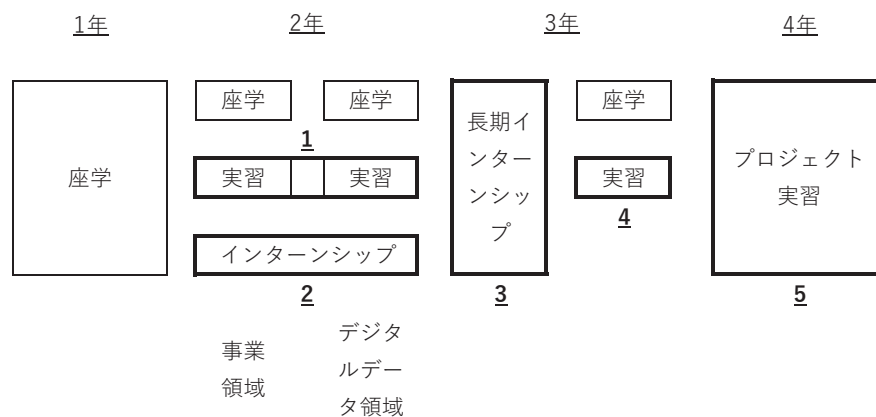 1年 2年 3年 4年
座学 座学 座学
1
座学
実習 実習
インターンシップ
2
長期イ
ンター
ンシッ
プ
3
実習
4
プロジェクト
実習
5
事業
領域
デジタ
ルデー
タ領域